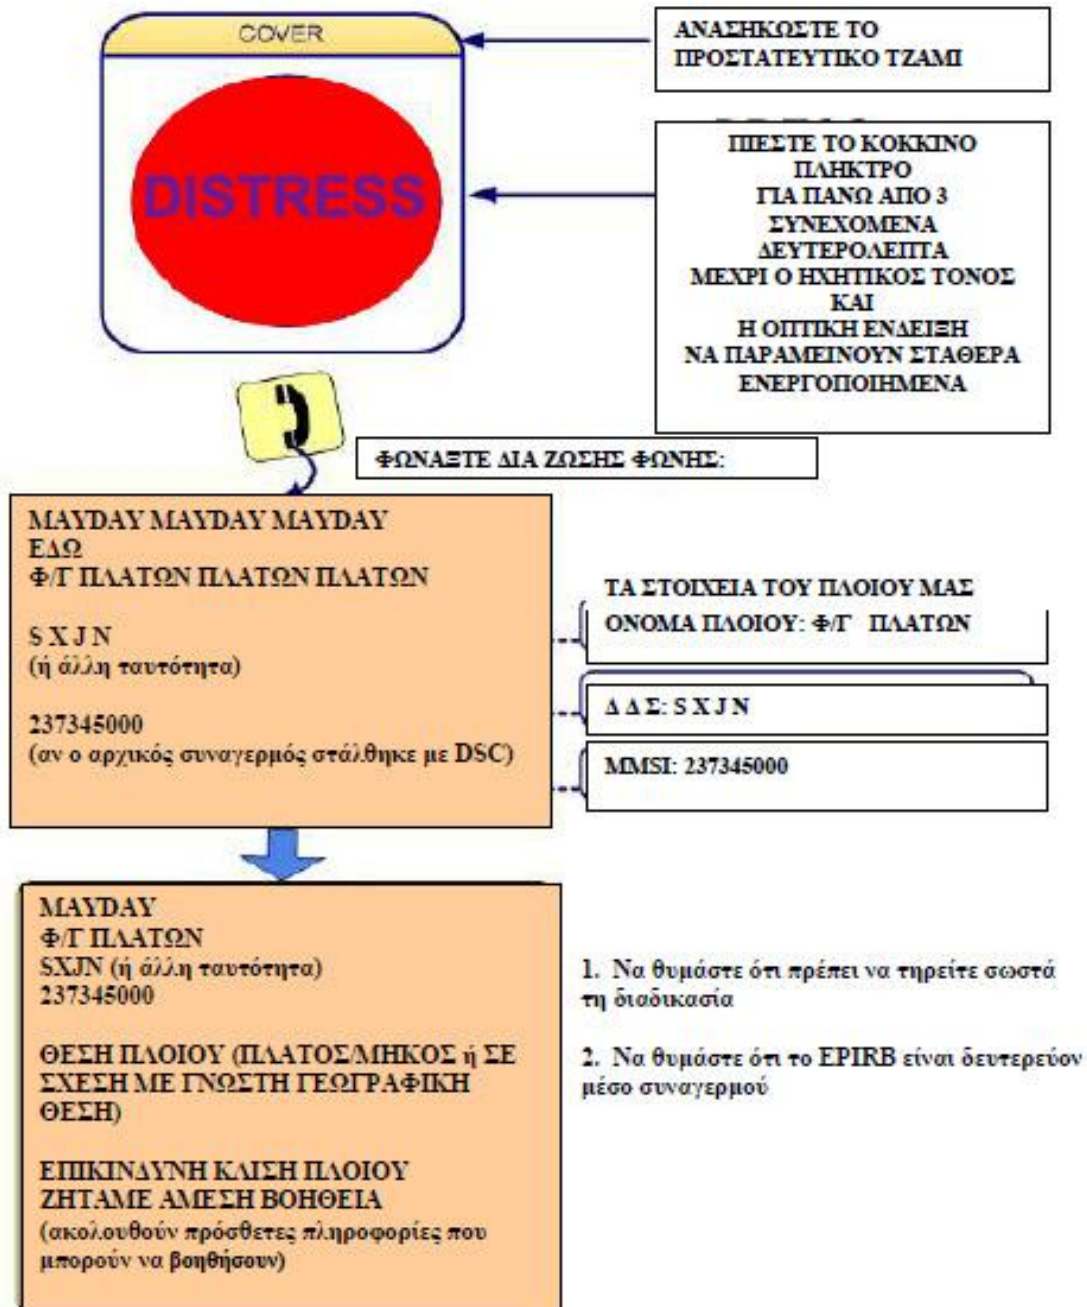 COVER
ΑΝΑΣΗΚΩΣΤΕ ΤΟ
ΠΡΟΣΤΑΤΕΥΤΙΚΟ ΤΖΑΜΙ
DISTRESS
ΠΙΕΣΤΕ ΤΟ ΚΟΚΚΙΝΟ
ΠΛΗΚΤΡΟ
ΓΙΑ ΠΑΝΩ ΑΠΟ 3
ΣΥΝΕΧΟΜΕΝΑ
ΔΕΥΤΕΡΟΛΕΠΤΑ
ΜΕΧΡΙ Ο ΗΧΗΤΙΚΟΣ ΤΟΝΟΣ
ΚΑΙ
Η ΟΠΤΙΚΗ ΕΝΔΕΙΞΗ
ΝΑ ΠΑΡΑΜΕΙΝΟΥΝ ΣΤΑΘΕΡΑ
ΕΝΕΡΓΟΠΟΙΗΜΕΝΑ
ΦΩΝΑΞΤΕ ΔΙΑ ΖΩΣΗΣ ΦΩΝΗΣ:
MAYDAY MAYDAY MAYDAY
ΕΔΩ
Φ/Γ ΠΛΑΤΩΝ ΠΛΑΤΩΝ ΠΛΑΤΩΝ
S X J N
(ή άλλη ταυτότητα)
237345000
(αν ο αρχικός συναγερμός στάλθηκε με DSC)
ΤΑ ΣΤΟΙΧΕΙΑ ΤΟΥ ΠΛΟΙΟΥ ΜΑΣ
ΟΝΟΜΑ ΠΛΟΙΟΥ: Φ/Γ ΠΛΑΤΩΝ
Δ Δ Σ: S X J N
MMSI: 237345000
MAYDAY
Φ/Γ ΠΛΑΤΩΝ
SXJN (ή άλλη ταυτότητα)
237345000
ΘΕΣΗ ΠΛΟΙΟΥ (ΠΛΑΤΟΣ/ΜΗΚΟΣ ή ΣΕ
ΣΧΕΣΗ ΜΕ ΓΝΩΣΤΗ ΓΕΩΓΡΑΦΙΚΗ
ΘΕΣΗ)
ΕΠΙΚΙΝΔΥΝΗ ΚΛΙΣΗ ΠΛΟΙΟΥ
ΖΗΤΑΜΕ ΑΜΕΣΗ ΒΟΗΘΕΙΑ
(ακολουθούν πρόσθετες πληροφορίες που
μπορούν να βοηθήσουν)
1. Να θυμάστε ότι πρέπει να τηρείτε σωστά
τη διαδικασία
2. Να θυμάστε ότι το EPIRB είναι δευτερεύον
μέσο συναγερμού